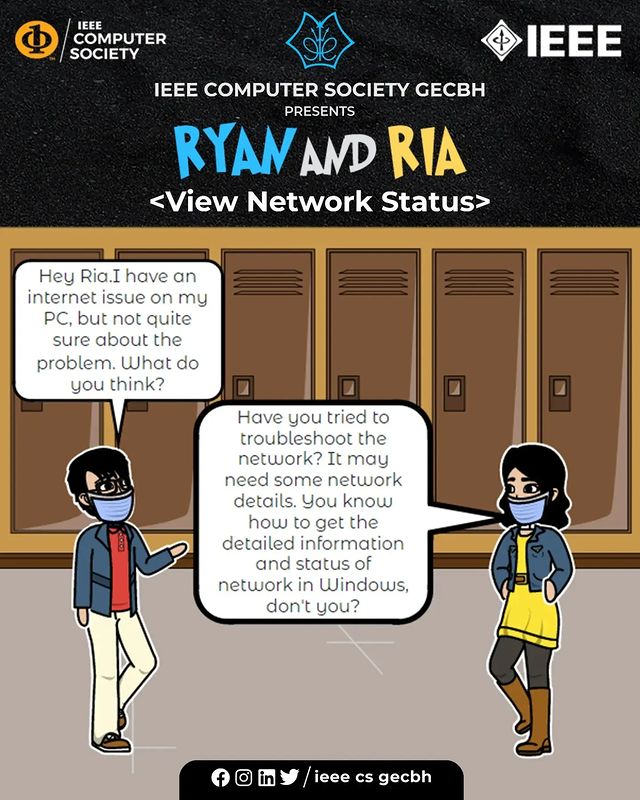 IEEE
COMPUTER
SOCIETY
IEEE
IEEE COMPUTER SOCIETY GECBH
PRESENTS
RYAN AND RIA
<View Network Status>
Hey Ria.I have an
internet issue on my
PC, but not quite
sure about the
problem. What do
you think?
Have you tried to
troubleshoot the
network? It may
need some network
details. You know
how to get the
detailed information
and status of
network in Windows,
don't you?
/ieee cs gecbh